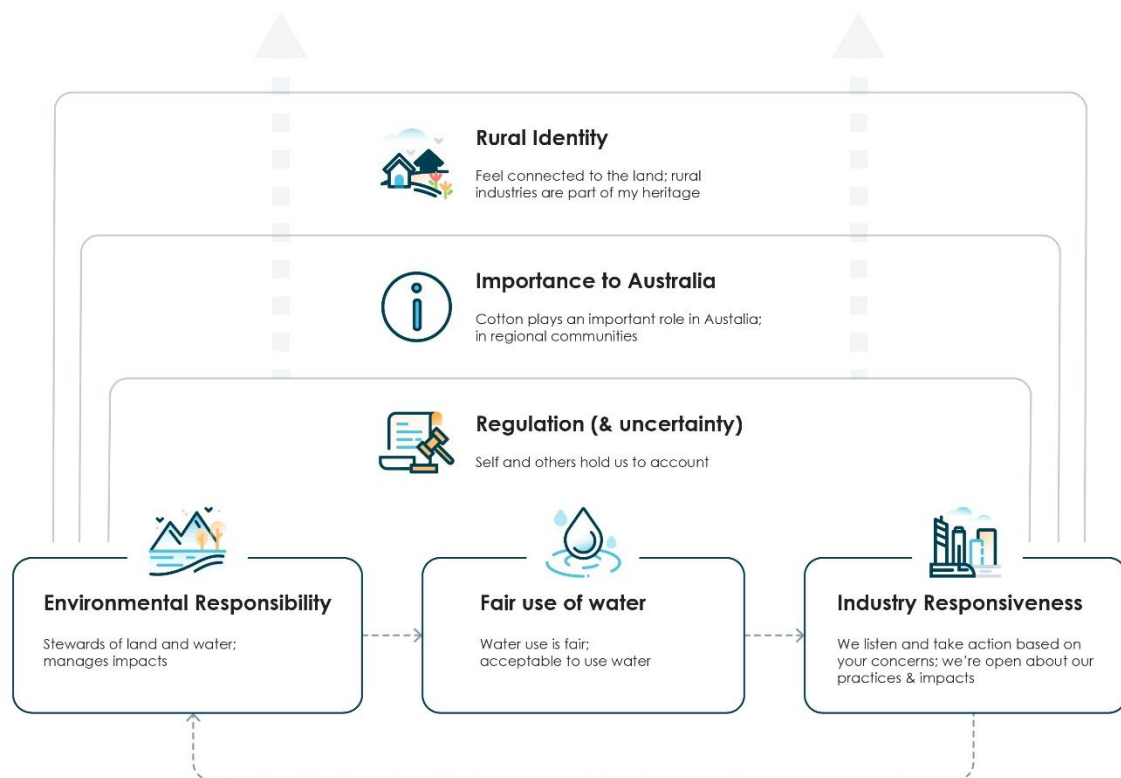 Rural Identity
Feel connected to the land; rural
industries are part of my heritage
Importance to Australia
Cotton plays an important role in Austalia;
in regional communities
Regulation (& uncertainty)
Self and others hold us to account
Environmental Responsibility
Stewards of land and water;
manages impacts
Fair use of water
Water use is fair;
acceptable to use water
Industry Responsiveness
We listen and take action based on
your concerns; we're open about our
practices & impacts